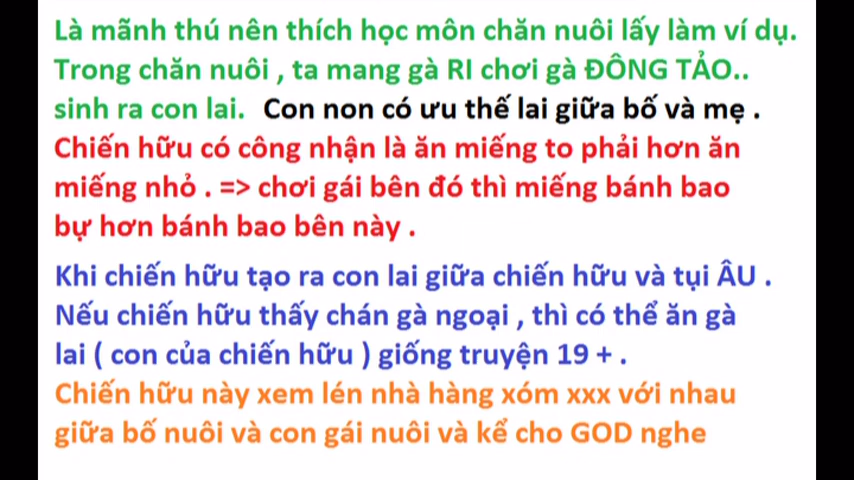 Là mãnh thú nên thích học môn chăn nuôi lấy làm ví dụ.
Trong chăn nuôi , ta mang gà RI chơi gà ĐÔNG TẢO..
sinh ra con lai. Con non có ưu thế lai giữa bố và mẹ .
Chiến hữu có công nhận là ăn miếng to phải hơn ăn
miếng nhỏ . => chơi gái bên đó thì miếng bánh bao
bự hơn bánh bao bên này .
Khi chiến hữu tạo ra con lai giữa chiến hữu và tụi ÂU .
Nếu chiến hữu thấy chán gà ngoại , thì có thể ăn gà
lai ( con của chiến hữu ) giống truyện 19 + .
Chiến hữu này xem lén nhà hàng xóm xxx với nhau
giữa bố nuôi và con gái nuôi và kể cho GOD nghe